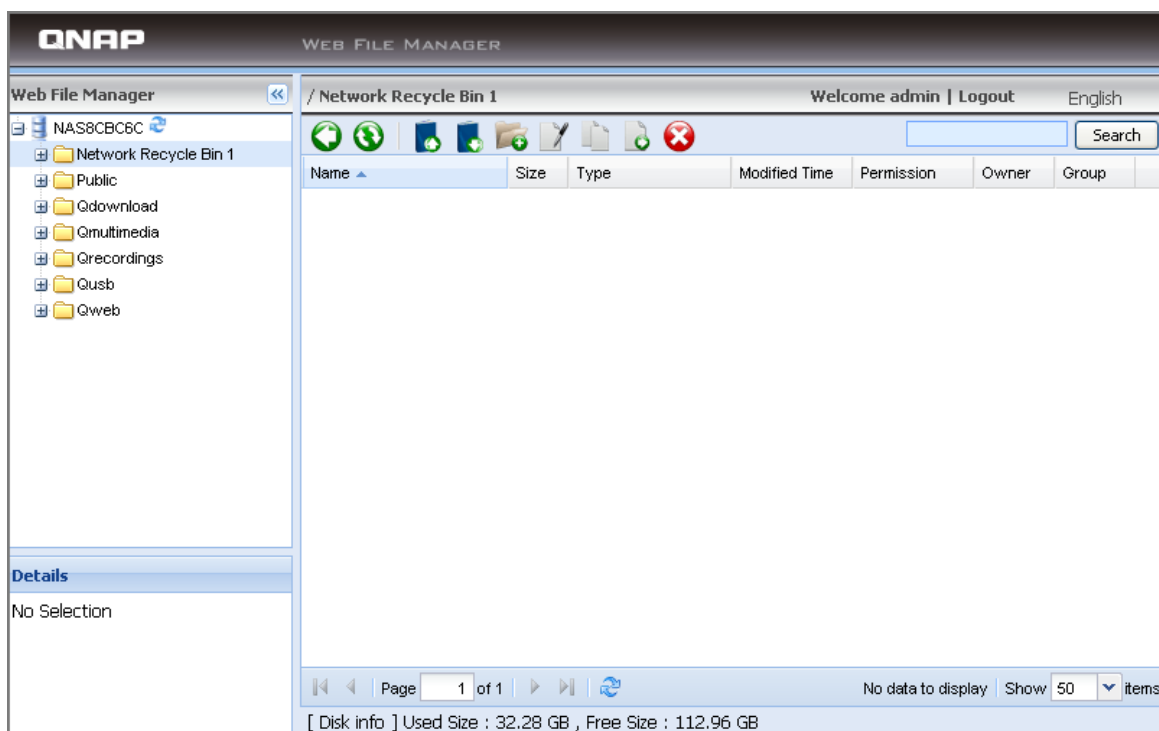 QNAP WEB FILE MANAGER
Web File Manager
NAS8CBC6C
Network Recycle Bin 1
Public
Qdownload
Qmultimedia
Qrecordings
Qusb
Qweb
Details
No Selection
/ Network Recycle Bin 1 Welcome admin | Logout English
Search
Name Size Type Modified Time Permission Owner Group
Page 1 of 1 No data to display Show 50 items
[ Disk info ] Used Size : 32.28 GB , Free Size : 112.96 GB